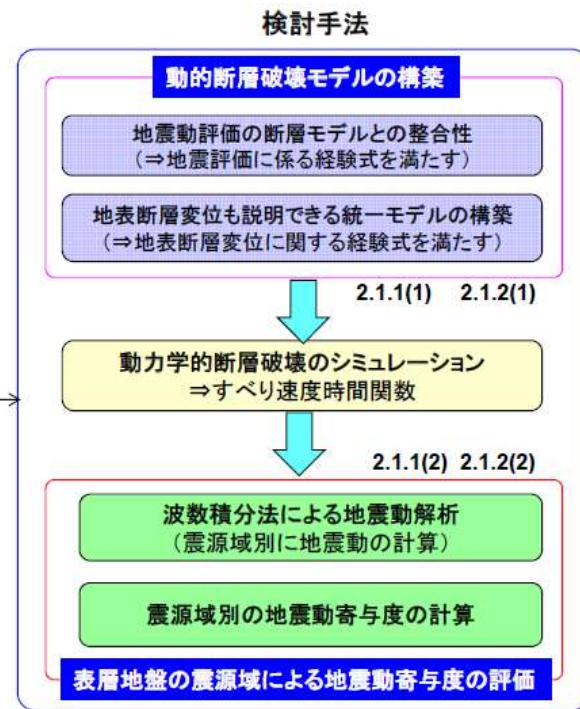 検討手法
動的断層破壊モデルの構築
地震動評価の断層モデルとの整合性
(⇒地震評価に係る経験式を満たす)
地表断層変位も説明できる統一モデルの構築
(⇒地表断層変位に関する経験式を満たす)
2.1.1(1) 2.1.2(1)
動力学的断層破壊のシミュレーション
⇒すべり速度時間関数
2.1.1(2) 2.1.2(2)
波数積分法による地震動解析
(震源域別に地震動の計算)
震源域別の地震動寄与度の計算
表層地盤の震源域による地震動寄与度の評価